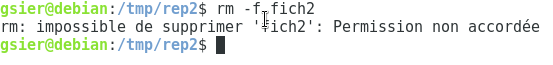 gsier@debian:/tmp/rep2$ rm -f fich2
rm: impossible de supprimer 'fich2': Permission non accordée
gsier@debian:/tmp/rep2$